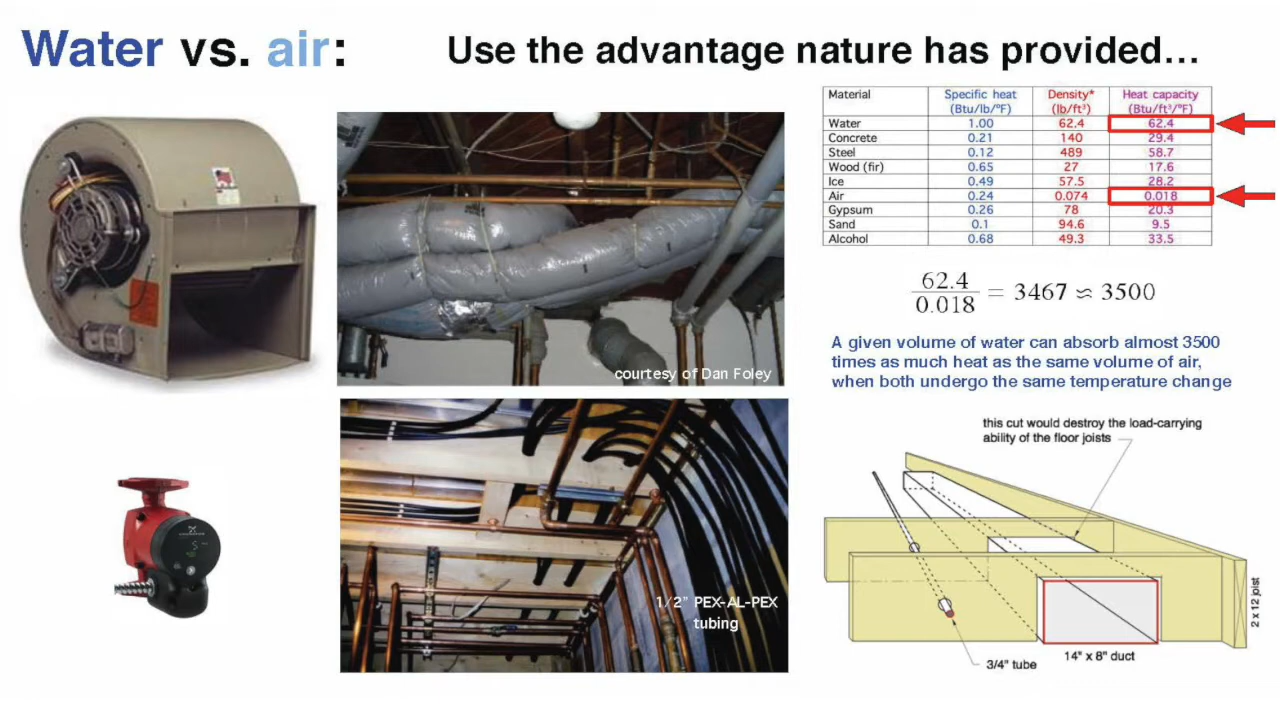 Water vs. air:
Use the advantage nature has provided...
Material Specific heat Density* Heat capacity
(Btu/lb/ºF) (lb/ft³) (Btu/ft³/ºF)
Water 1.00 62.4 62.4
Concrete 0.21 140 29.4
Steel 0.12 489 58.7
Wood (fir) 0.65 27 17.6
Ice 0.49 57.5 28.2
Air 0.24 0.074 0.018
Gypsum 0.26 78 20.3
Sand 0.1 94.6 9.5
Alcohol 0.68 49.3 33.5
62.4
0.018
= 3467 ≈ 3500
A given volume of water can absorb almost 3500
times as much heat as the same volume of air,
when both undergo the same temperature change
courtesy of Dan Foley
1/2" PEX-AL-PEX
tubing
this cut would destroy the load-carrying
ability of the floor joists
2 x 12 joist
14" x 8" duct
3/4" tube